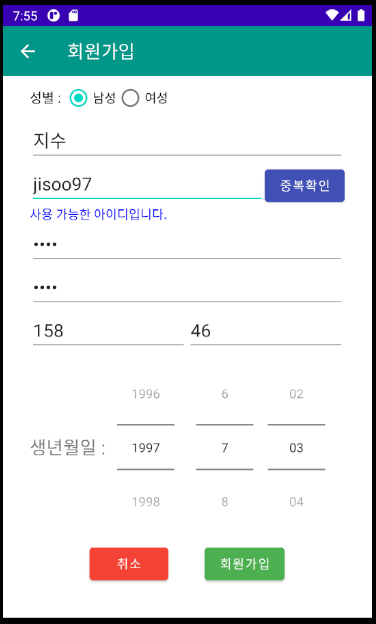 7:55
회원가입
성별 : 남성 여성
지수
jisoo97 중복확인
사용 가능한 아이디입니다.
••••
••••
158 46
1996 6 02
생년월일 : 1997 7 03
1998 8 04
취소 회원가입